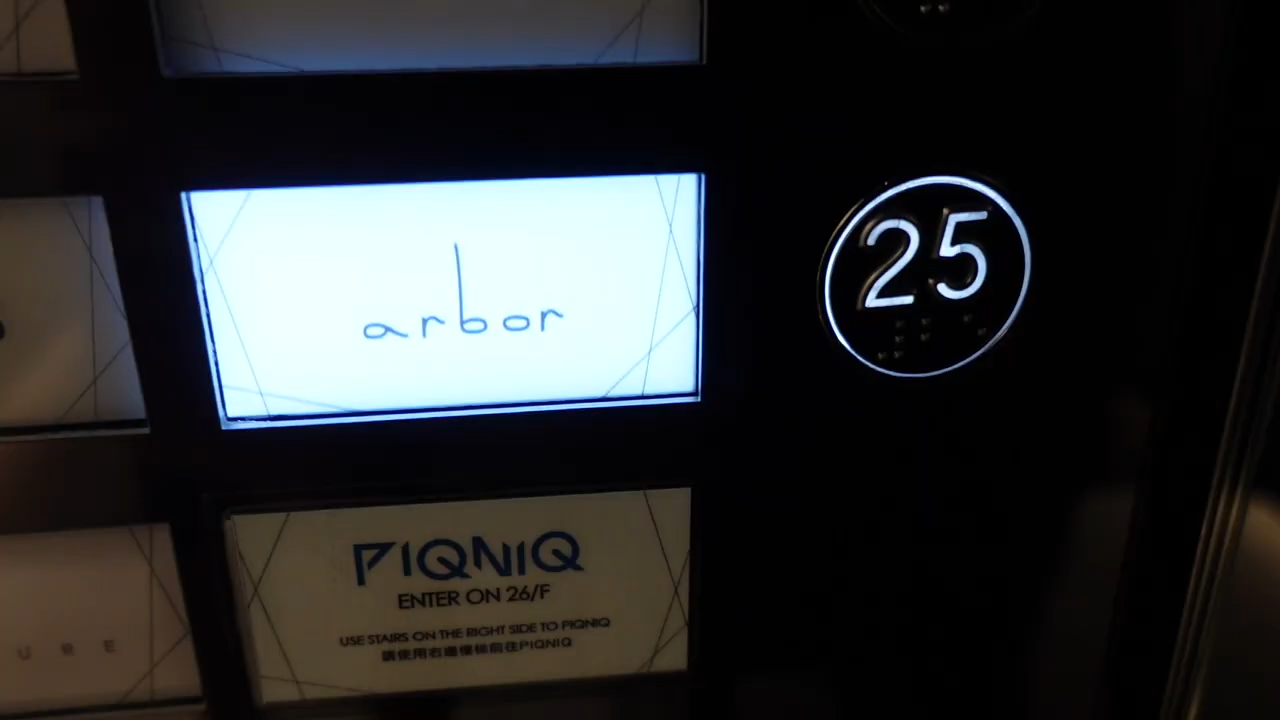 arbor
25
PIQNIQ
ENTER ON 26/F
USE STAIRS ON THE RIGHT SIDE TO PIQNIQ
請使用右邊樓梯前往PIQNIQ
U R E